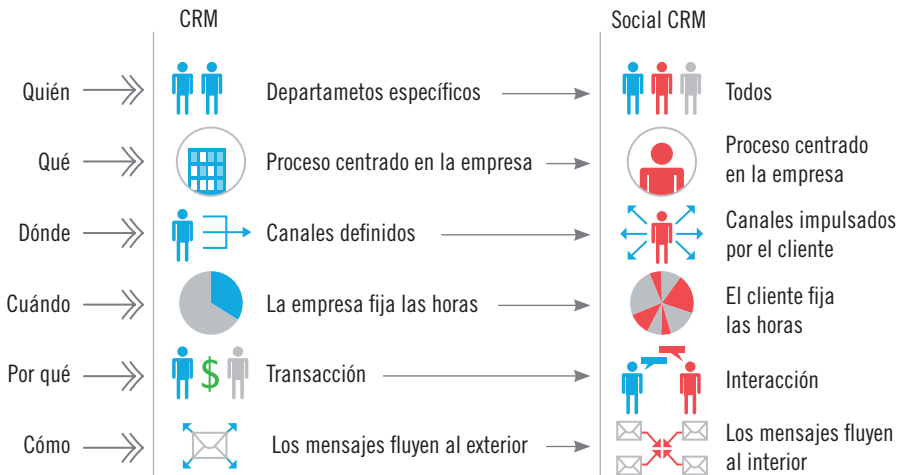 CRM
Social CRM
Quién
Departametos específicos
Todos
Qué
Proceso centrado en la empresa
Proceso centrado
en la empresa
Dónde
Canales definidos
Canales impulsados
por el cliente
Cuándo
La empresa fija las horas
El cliente fija
las horas
Por qué
$
Transacción
Interacción
Cómo
Los mensajes fluyen al exterior
Los mensajes fluyen
al interior